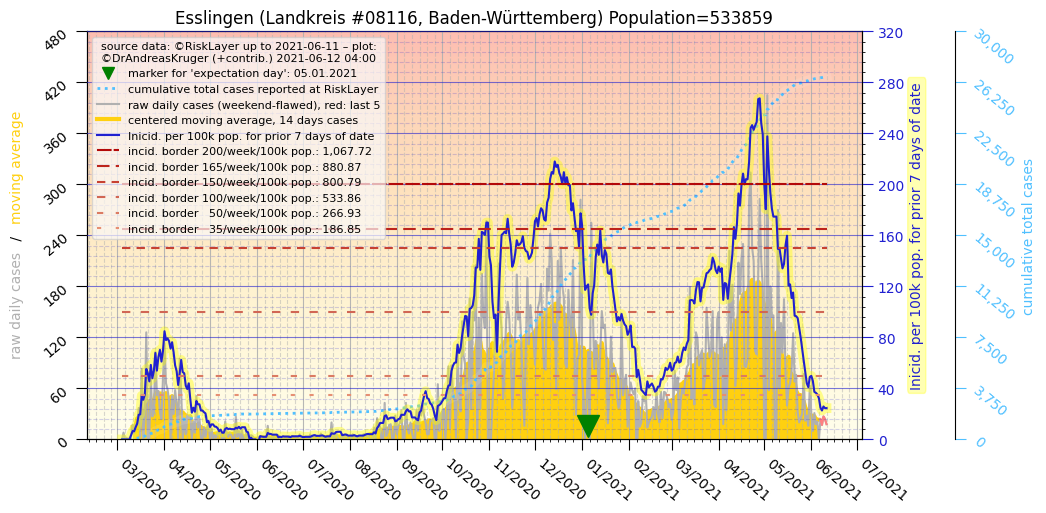 Esslingen (Landkreis #08116, Baden-Württemberg) Population=533859
source data: ©RiskLayer up to 2021-06-11 – plot:
©DrAndreasKruger (+contrib.) 2021-06-12 04:00
marker for 'expectation day': 05.01.2021
cumulative total cases reported at RiskLayer
raw daily cases (weekend-flawed), red: last 5
centered moving average, 14 days cases
Inicid. per 100k pop. for prior 7 days of date
incid. border 200/week/100k pop.: 1,067.72
incid. border 165/week/100k pop.: 880.87
incid. border 150/week/100k pop.: 800.79
incid. border 100/week/100k pop.: 533.86
incid. border   50/week/100k pop.: 266.93
incid. border   35/week/100k pop.: 186.85
raw daily cases / moving average
480
420
360
300
240
180
120
60
0
320
280
240
200
160
120
80
40
0
Inicid. per 100k pop. for prior 7 days of date
30,000
26,250
22,500
18,750
15,000
11,250
7,500
3,750
0
cumulative total cases
03/2020
04/2020
05/2020
06/2020
07/2020
08/2020
09/2020
10/2020
11/2020
12/2020
01/2021
02/2021
03/2021
04/2021
05/2021
06/2021
07/2021